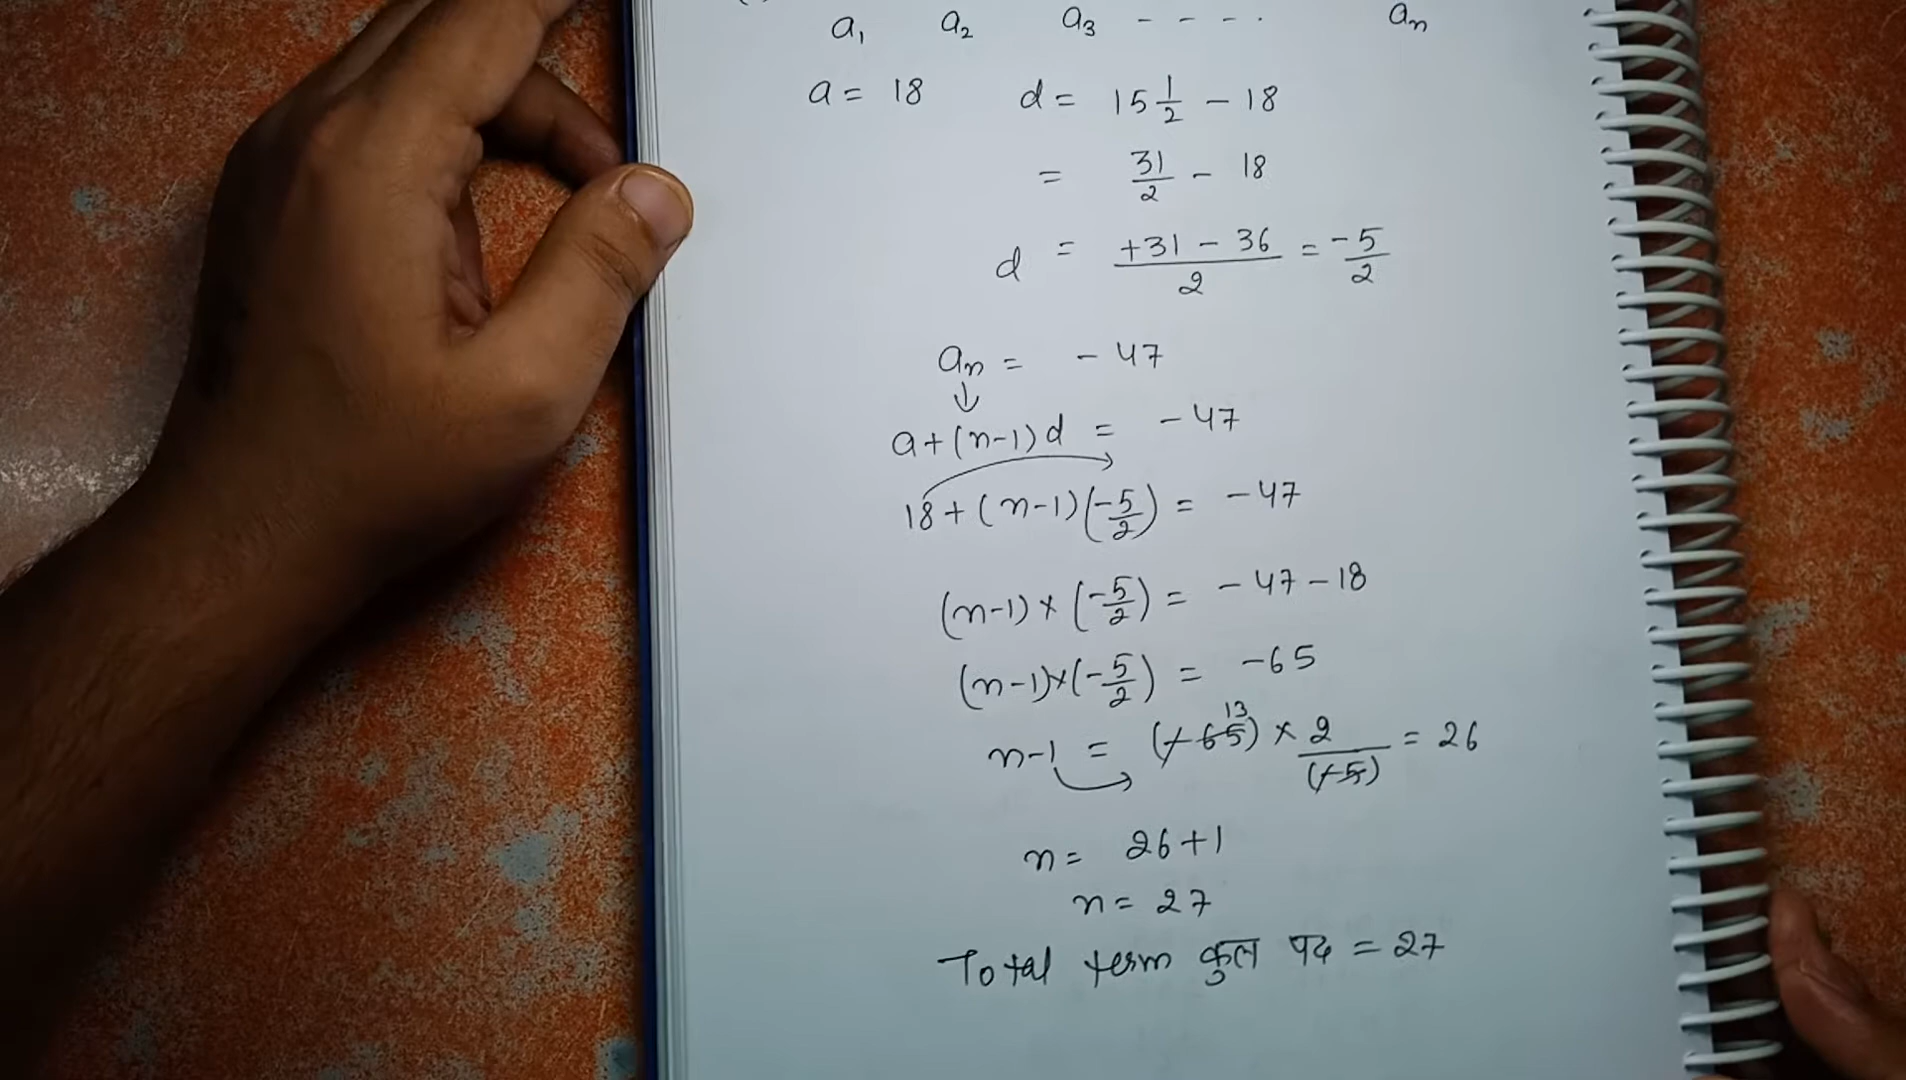 a₁ a₂ a₃ - - - - . aₙ
a = 18 d = 15 1/2 - 18
= 31/2 - 18
d = +31 - 36 / 2 = -5/2
aₙ = - 47
↓
a + (n-1) d = - 47
18 + (n-1) (-5/2) = - 47
(n-1) × (-5/2) = - 47 - 18
(n-1) × (-5/2) = -65
13
n-1 = (-65) × 2/(-5) = 26
n = 26 + 1
n = 27
Total term कुल पद = 27